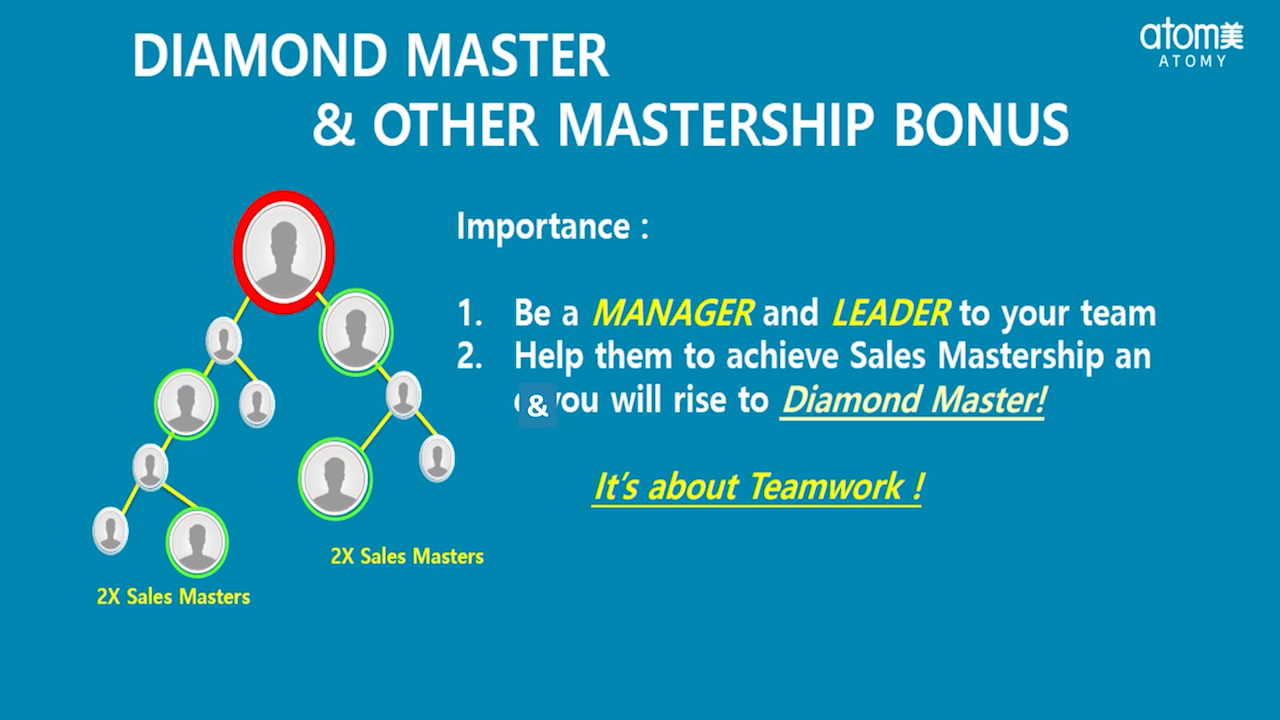 DIAMOND MASTER
& OTHER MASTERSHIP BONUS
atom美
ATOMY
Importance :
1. Be a MANAGER and LEADER to your team
2. Help them to achieve Sales Mastership an
& you will rise to Diamond Master!
It's about Teamwork !
2X Sales Masters
2X Sales Masters